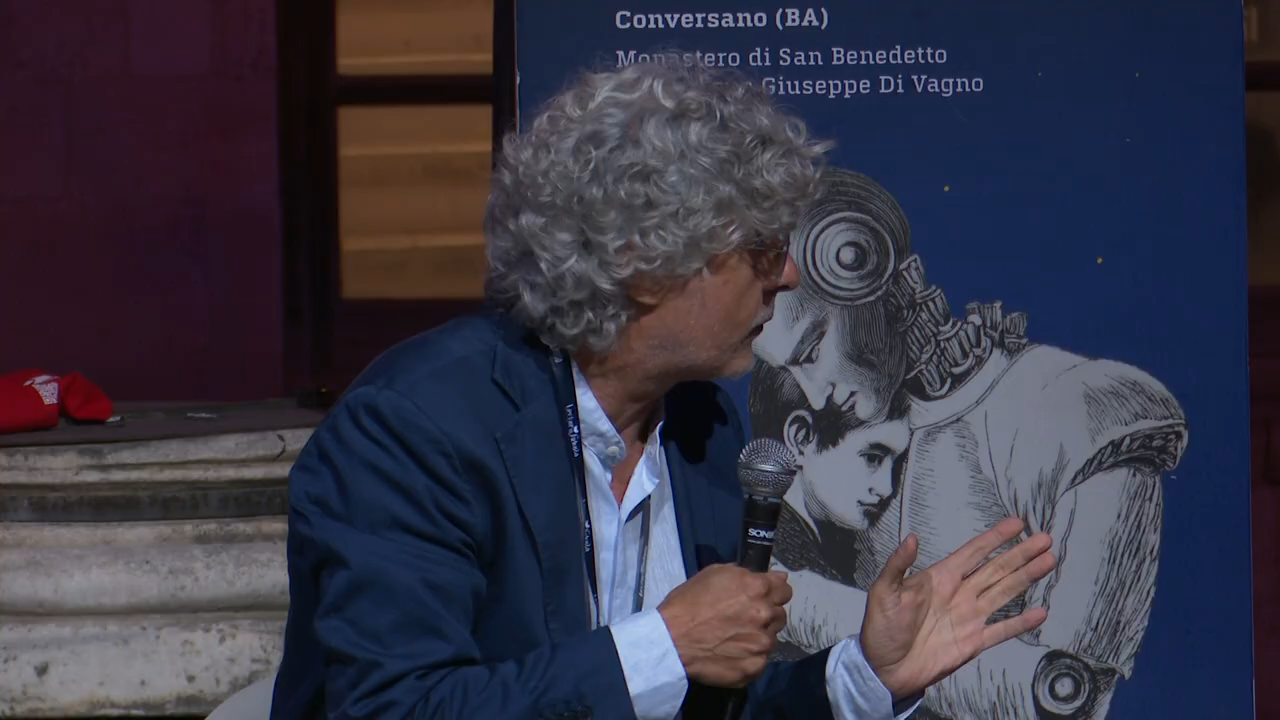 Conversano (BA)
Monastero di San Benedetto
Giuseppe Di Vagno